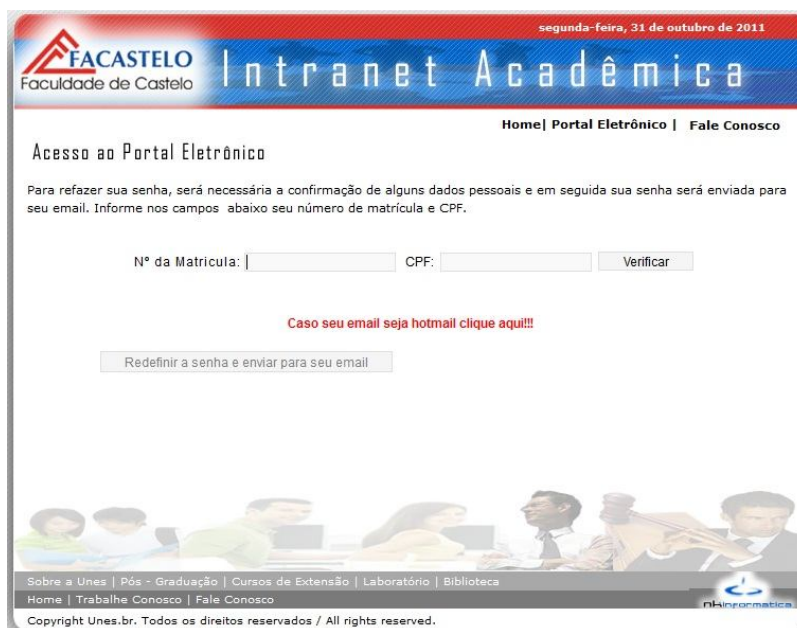 segunda-feira, 31 de outubro de 2011
FACASTELO
Faculdade de Castelo
Intranet Acadêmica
Home| Portal Eletrônico | Fale Conosco
Acesso ao Portal Eletrônico
Para refazer sua senha, será necessária a confirmação de alguns dados pessoais e em seguida sua senha será enviada para
seu email. Informe nos campos abaixo seu número de matrícula e CPF.
Nº da Matricula: CPF: Verificar
Caso seu email seja hotmail clique aqui!!!
Redefinir a senha e enviar para seu email
Sobre a Unes | Pós - Graduação | Cursos de Extensão | Laboratório | Biblioteca
Home | Trabalhe Conosco | Fale Conosco
nkinformatica
Copyright Unes.br. Todos os direitos reservados / All rights reserved.